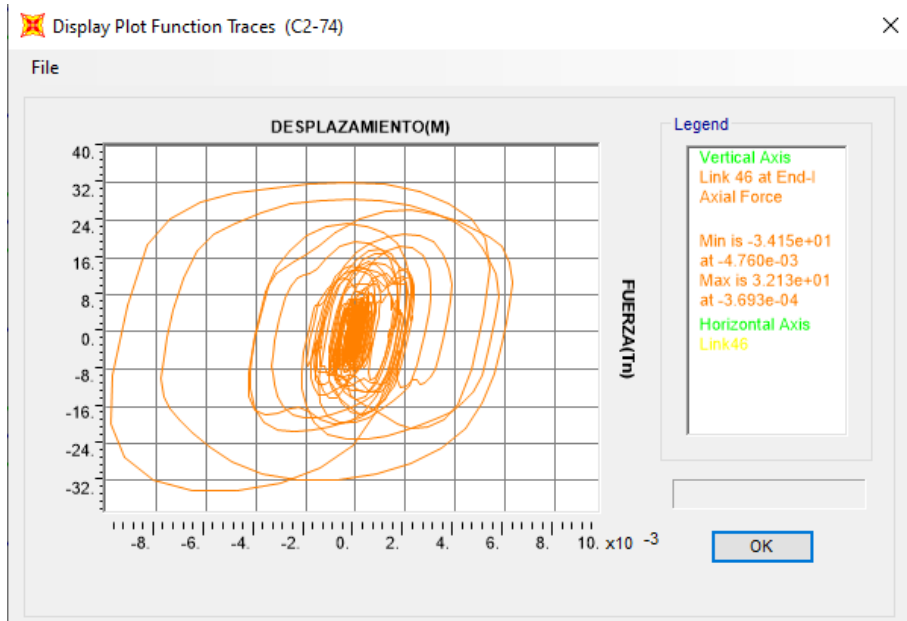 Display Plot Function Traces (C2-74)
File
DESPLAZAMIENTO(M)
40.
32.
24.
16.
8.
0.
-8.
-16.
-24.
-32.
-8. -6. -4. -2. 0. 2. 4. 6. 8. 10. x10 -3
FUERZA(Tn)
Legend
Vertical Axis
Link 46 at End-I
Axial Force
Min is -3.415e+01
at -4.760e-03
Max is 3.213e+01
at -3.693e-04
Horizontal Axis
Link46
OK